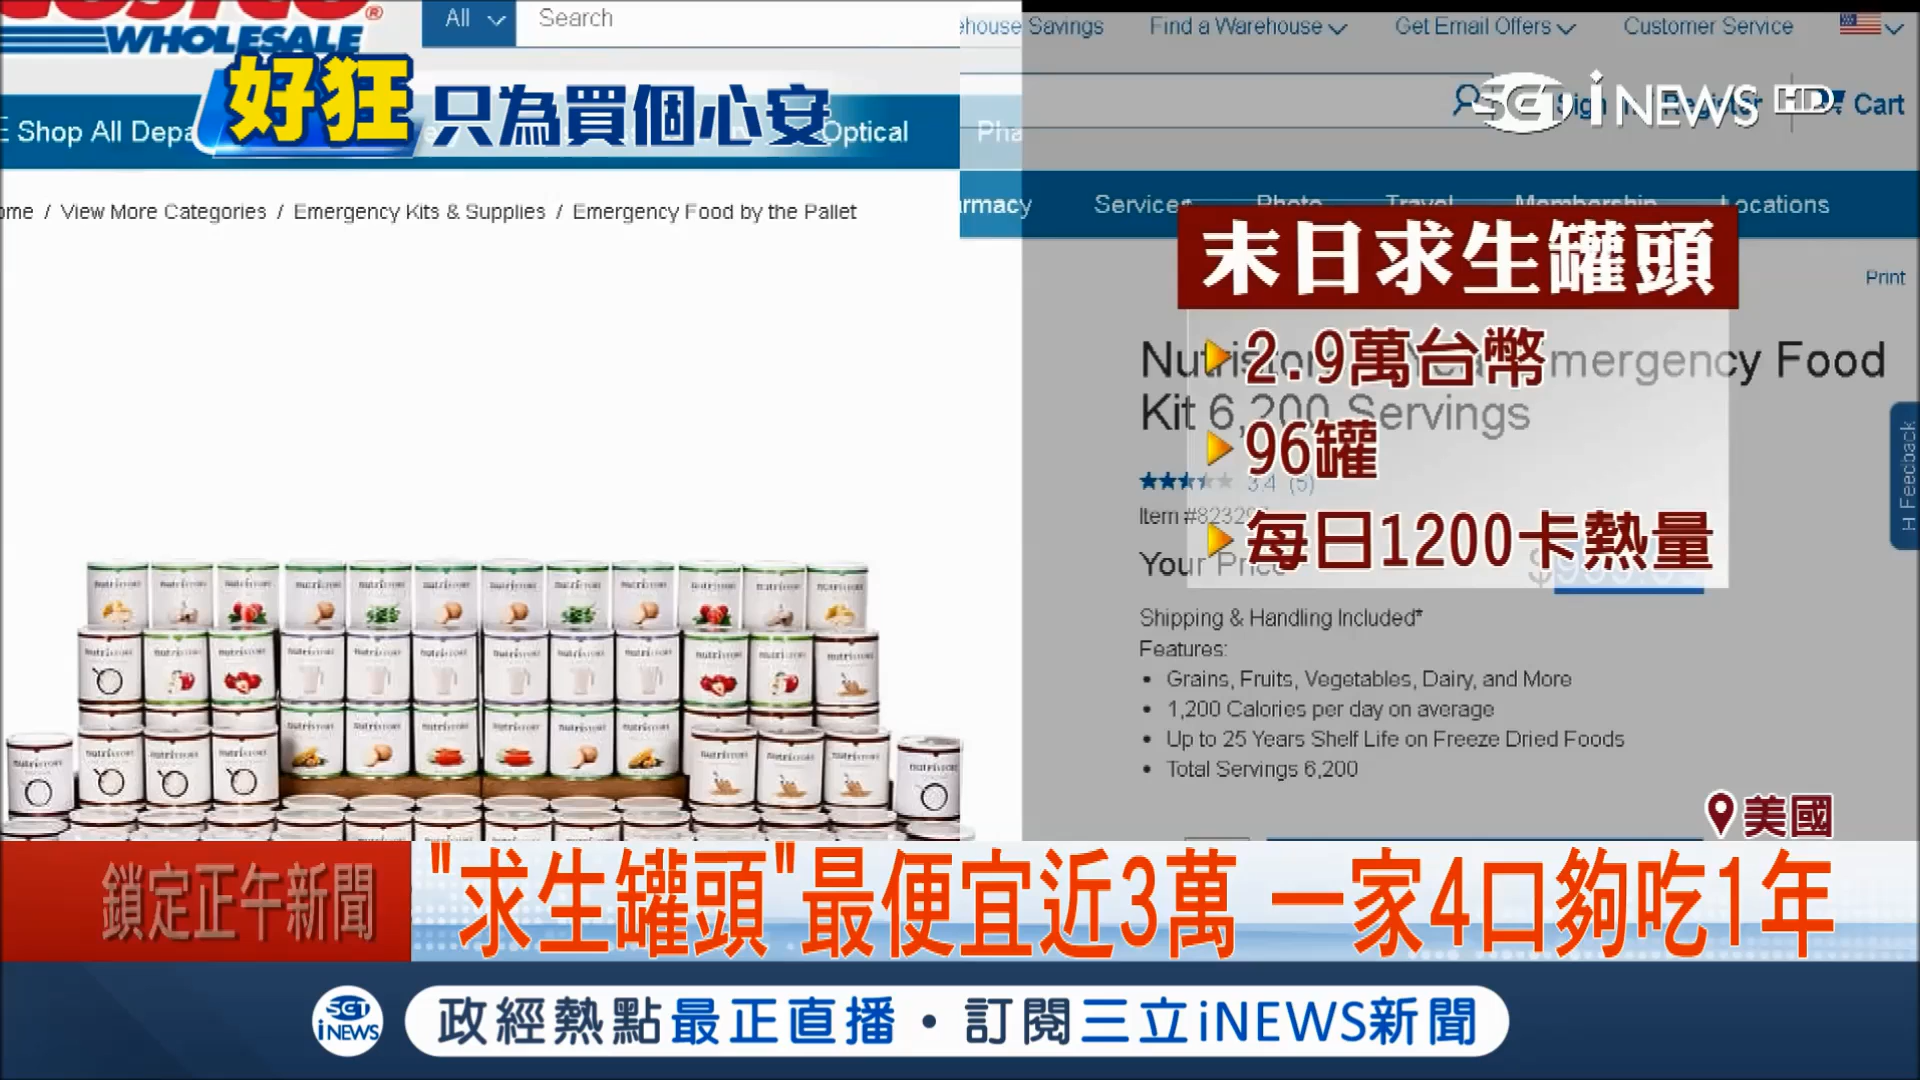 COSTCO
WHOLESALE
All
Search
house Savings
Find a Warehouse
Get Email Offers
Customer Service
好狂
只為買個心安
Sign
Register
Cart
SET iNEWS HD
Shop All Depa
Optical
Pha
rmacy
Services
Photo
Travel
Membership
Locations
ome / View More Categories / Emergency Kits & Supplies / Emergency Food by the Pallet
末日求生罐頭
Print
2.9萬台幣
Emergency Food
Kit 6,200 Servings
96罐
3.4 (5)
Feedback
每日1200卡熱量
Your Price
Shipping & Handling Included*
Features:
Grains, Fruits, Vegetables, Dairy, and More
1,200 Calories per day on average
Up to 25 Years Shelf Life on Freeze Dried Foods
Total Servings 6,200
美國
鎖定正午新聞
"求生罐頭"最便宜近3萬 一家4口夠吃1年
SET iNEWS
政經熱點最正直播·訂閱三立iNEWS新聞